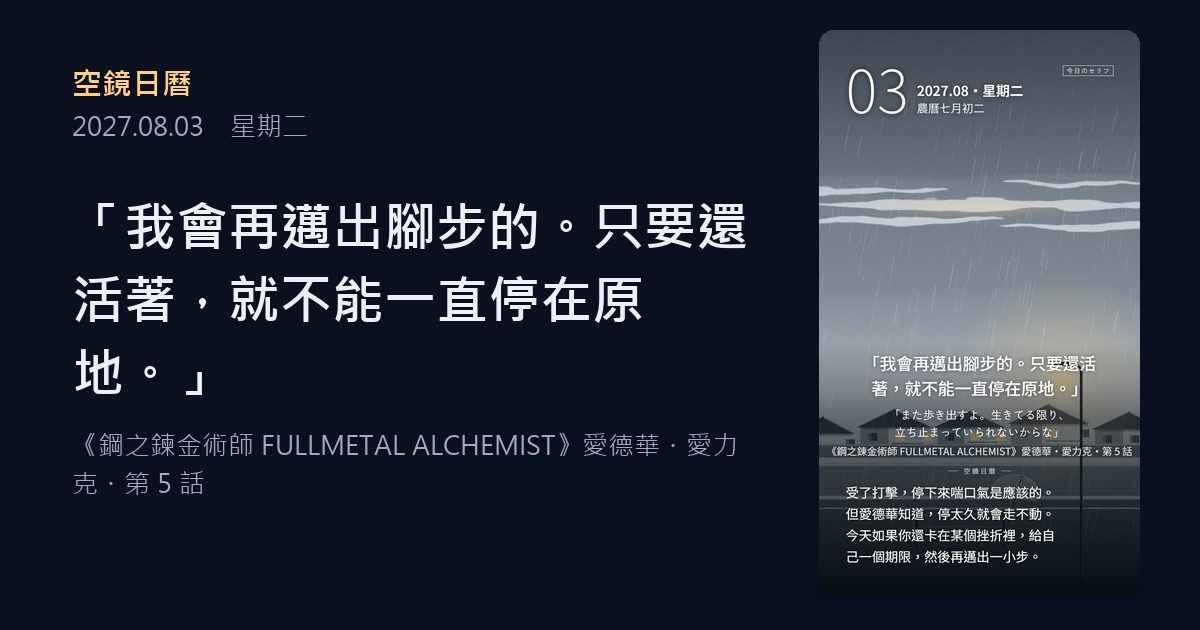 空鏡日曆
2027.08.03 星期二
「我會再邁出腳步的。只要還
活著，就不能一直停在原
地。」
《鋼之鍊金術師 FULLMETAL ALCHEMIST》愛德華．愛力
克．第 5 話
今日のセリフ
03
2027.08・星期二
農曆七月初二
「我會再邁出腳步的。只要還活
著，就不能一直停在原地。」
「また歩き出すよ。生きてる限り、
立ち止まっていられないからな」
《鋼之鍊金術師 FULLMETAL ALCHEMIST》愛德華・愛力克・第 5 話
— 空鏡日曆 —
受了打擊，停下來喘口氣是應該的。
但愛德華知道，停太久就會走不動。
今天如果你還卡在某個挫折裡，給自
己一個期限，然後再邁出一小步。